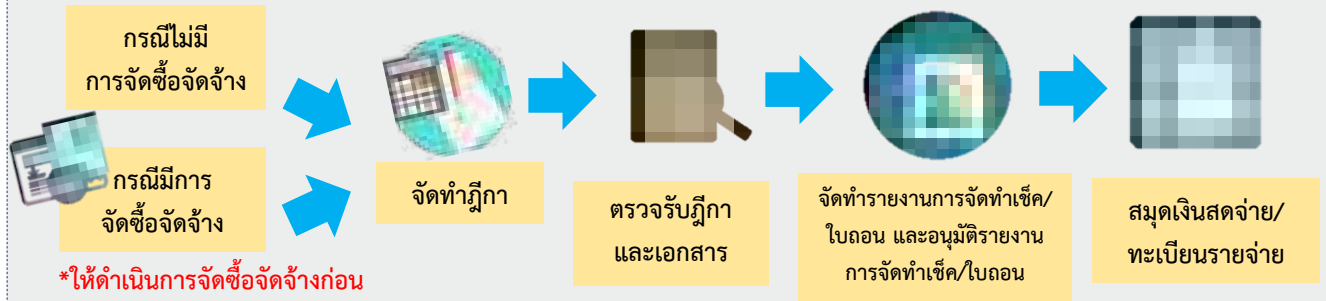 กรณีไม่มี
การจัดซื้อจัดจ้าง
กรณีมีการ
จัดซื้อจัดจ้าง
*ให้ดำเนินการจัดซื้อจัดจ้างก่อน
จัดทำฎีกา
ตรวจรับฎีกา
และเอกสาร
จัดทำรายงานการจัดทำเช็ค/
ใบถอน และอนุมัติรายงาน
การจัดทำเช็ค/ใบถอน
สมุดเงินสดจ่าย/
ทะเบียนรายจ่าย